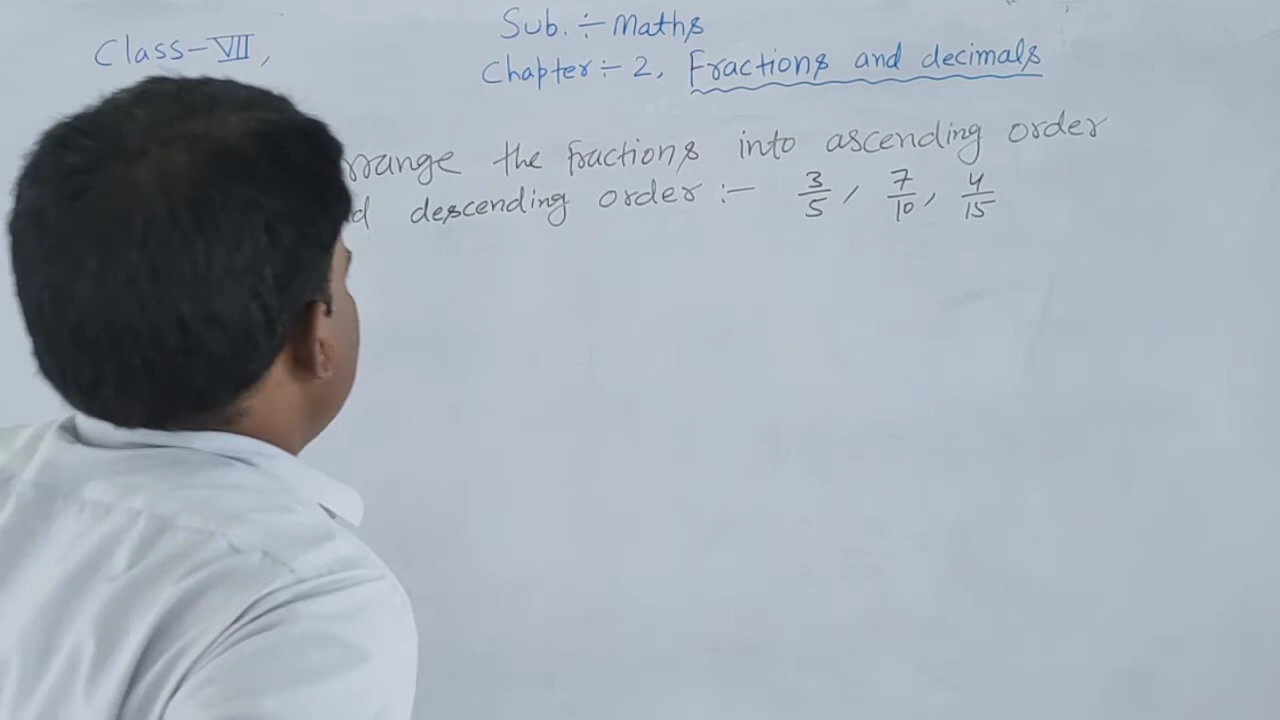 Sub. ÷ Maths
Class-VII,
Chapter :- 2, Fractions and decimals
rrange the fractions into ascending order
d descending order :- 3/5, 7/10, 4/15